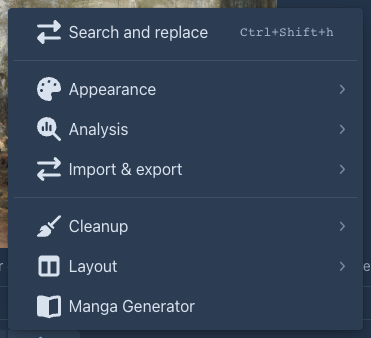 Search and replace Ctrl+Shift+h
Appearance
Analysis
Import & export
Cleanup
Layout
Manga Generator